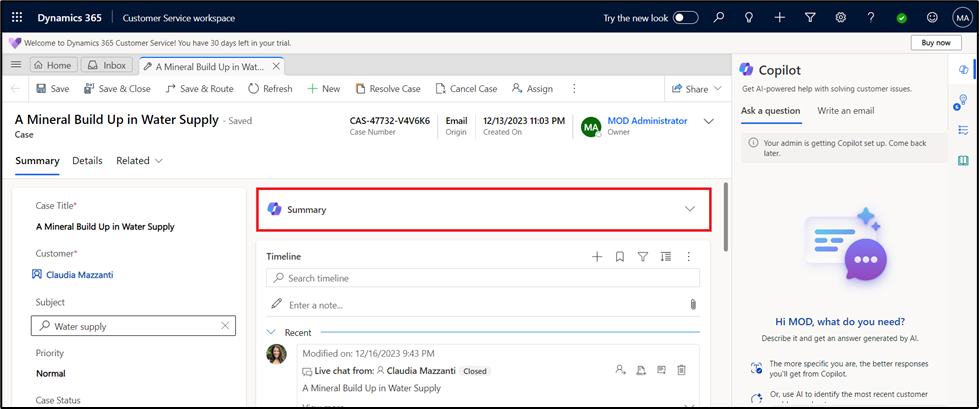 Dynamics 365
Customer Service workspace
Try the new look
MA
Welcome to Dynamics 365 Customer Service! You have 30 days left in your trial.
Buy now
Home
Inbox
A Mineral Build Up in Wat...
Save
Save & Close
Save & Route
Refresh
New
Resolve Case
Cancel Case
Assign
Share
A Mineral Build Up in Water Supply - Saved
Case
CAS-47732-V4V6K6
Case Number
Email
Origin
12/13/2023 11:03 PM
Created On
MA
MOD Administrator
Owner
Summary
Details
Related
Case Title*
A Mineral Build Up in Water Supply
Customer*
Claudia Mazzanti
Subject
Water supply
Priority
Normal
Case Status
Summary
Timeline
Search timeline
Enter a note...
Recent
Modified on: 12/16/2023 9:43 PM
Live chat from: Claudia Mazzanti Closed
A Mineral Build Up in Water Supply
View more
Copilot
Get AI-powered help with solving customer issues.
Ask a question
Write an email
Your admin is getting Copilot set up. Come
back later.
Hi MOD, what do you need?
Describe it and get an answer generated by AI.
The more specific you are, the better responses
you'll get from Copilot.
Or, use AI to identify the most recent customer
6